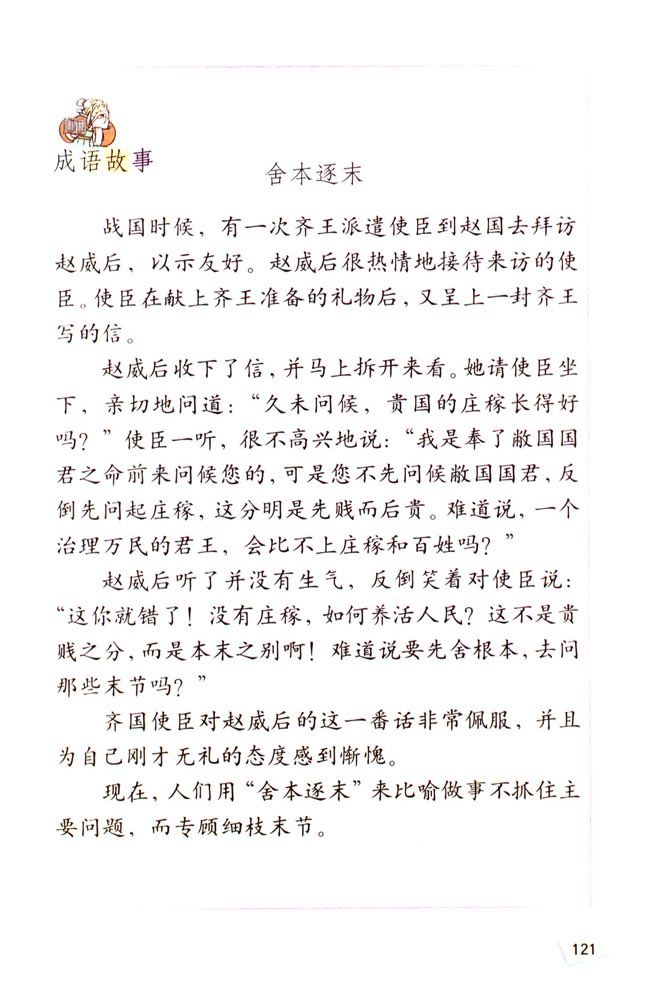 成语故事
舍本逐末
战国时候，有一次齐王派遣使臣到赵国去拜访
赵威后，以示友好。赵威后很热情地接待来访的使
臣。使臣在献上齐王准备的礼物后，又呈上一封齐王
写的信。
赵威后收下了信，并马上拆开来看。她请使臣坐
下，亲切地问道：“久未问候，贵国的庄稼长得好
吗？”使臣一听，很不高兴地说：“我是奉了敝国国
君之命前来问候您的，可是您不先问候敝国国君，反
倒先问起庄稼，这分明是先贱而后贵。难道说，一个
治理万民的君王，会比不上庄稼和百姓吗？”
赵威后听了并没有生气，反倒笑着对使臣说：
“这你就错了！没有庄稼，如何养活人民？这不是贵
贱之分，而是本末之别啊！难道说要先舍根本，去问
那些末节吗？”
齐国使臣对赵威后的这一番话非常佩服，并且
为自己刚才无礼的态度感到惭愧。
现在，人们用“舍本逐末”来比喻做事不抓住主
要问题，而专顾细枝末节。
121